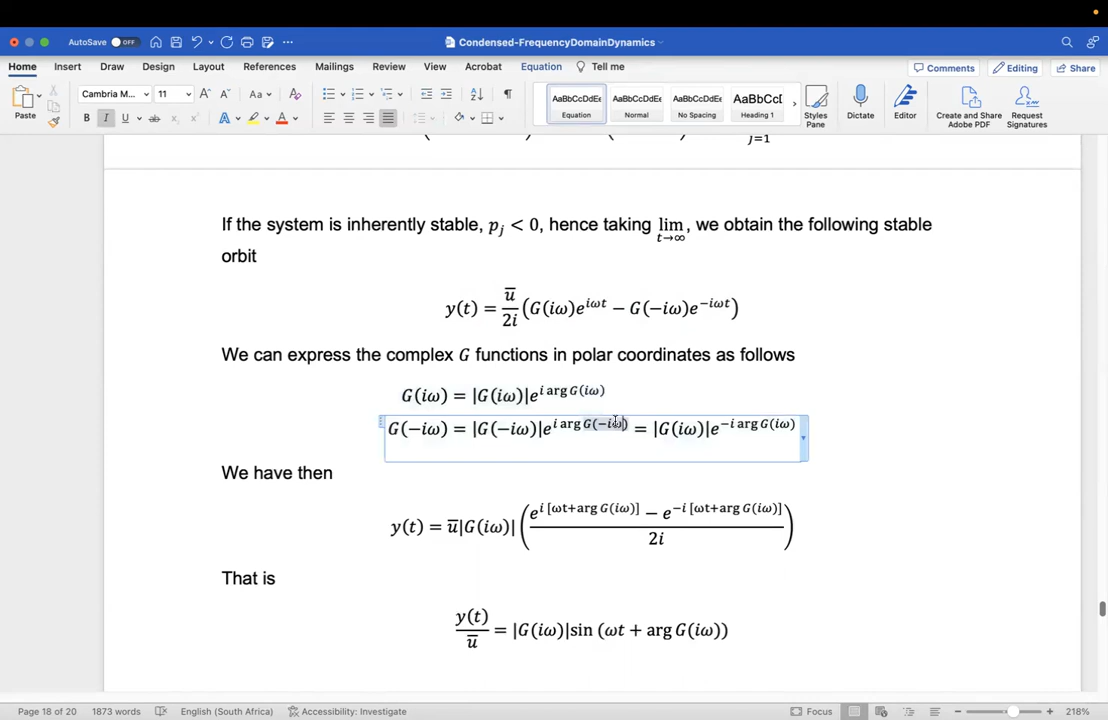 AutoSave OFF Condensed-FrequencyDomainDynamics
Home Insert Draw Design Layout References Mailings Review View Acrobat Equation Tell me Comments Editing Share
Paste Cambria M... 11 AaBbCcDdEe Equation AaBbCcDdEe Normal AaBbCcDdEe No Spacing AaBbCcD Heading 1 Styles Pane Dictate Editor Create and Share Adobe PDF Request Signatures
j=1
If the system is inherently stable, p_j < 0, hence taking lim_{t→∞}, we obtain the following stable
orbit
y(t) = u̅/2i (G(iω)e^{iωt} − G(−iω)e^{−iωt})
We can express the complex G functions in polar coordinates as follows
G(iω) = |G(iω)|e^{i arg G(iω)}
G(−iω) = |G(−iω)|e^{i arg G(−iω)} = |G(iω)|e^{−i arg G(iω)}
We have then
y(t) = u̅|G(iω)| ( (e^{i [ωt+arg G(iω)]} − e^{−i [ωt+arg G(iω)]}) / 2i )
That is
y(t)/u̅ = |G(iω)|sin (ωt + arg G(iω))
Page 18 of 20 1873 words English (South Africa) Accessibility: Investigate Focus 218%